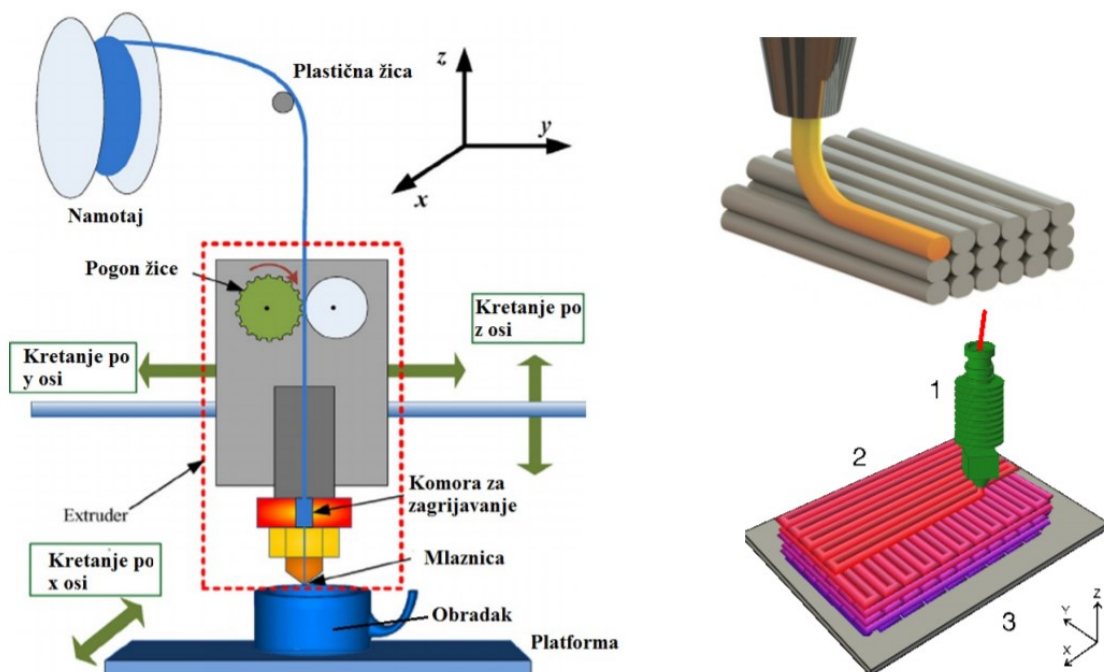 Plastična žica
z
y
x
Namotaj
Pogon žice
Kretanje po
z osi
Kretanje po
y osi
Komora za
zagrijavanje
Extruder
Mlaznica
Kretanje po
x osi
Obradak
Platforma
1
2
3
Z
Y
X